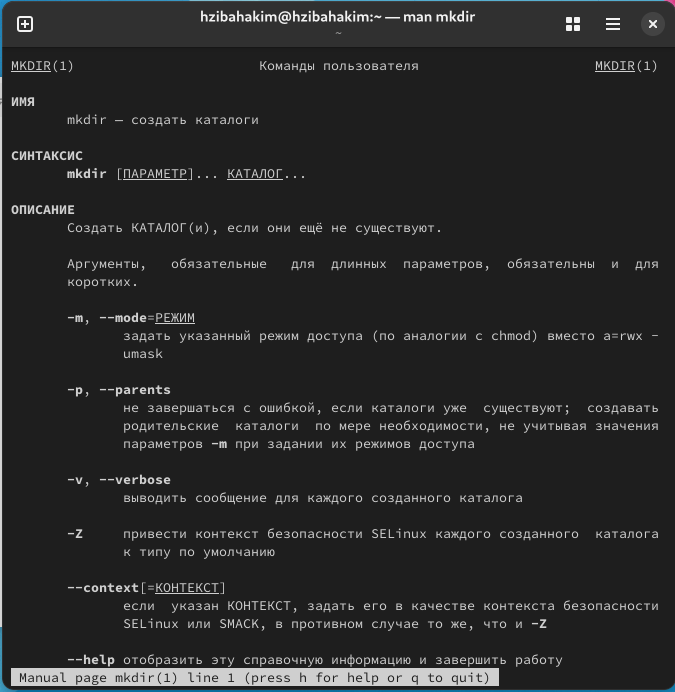 hzibahakim@hzibahakim:~ — man mkdir
~
MKDIR(1) Команды пользователя MKDIR(1)
ИМЯ
mkdir — создать каталоги
СИНТАКСИС
mkdir [ПАРАМЕТР]... КАТАЛОГ...
ОПИСАНИЕ
Создать КАТАЛОГ(и), если они ещё не существуют.
Аргументы, обязательные для длинных параметров, обязательны и для
коротких.
-m, --mode=РЕЖИМ
задать указанный режим доступа (по аналогии с chmod) вместо a=rwx -
umask
-p, --parents
не завершаться с ошибкой, если каталоги уже существуют; создавать
родительские каталоги по мере необходимости, не учитывая значения
параметров -m при задании их режимов доступа
-v, --verbose
выводить сообщение для каждого созданного каталога
-Z привести контекст безопасности SELinux каждого созданного каталога
к типу по умолчанию
--context[=КОНТЕКСТ]
если указан КОНТЕКСТ, задать его в качестве контекста безопасности
SELinux или SMACK, в противном случае то же, что и -Z
--help отобразить эту справочную информацию и завершить работу
Manual page mkdir(1) line 1 (press h for help or q to quit)